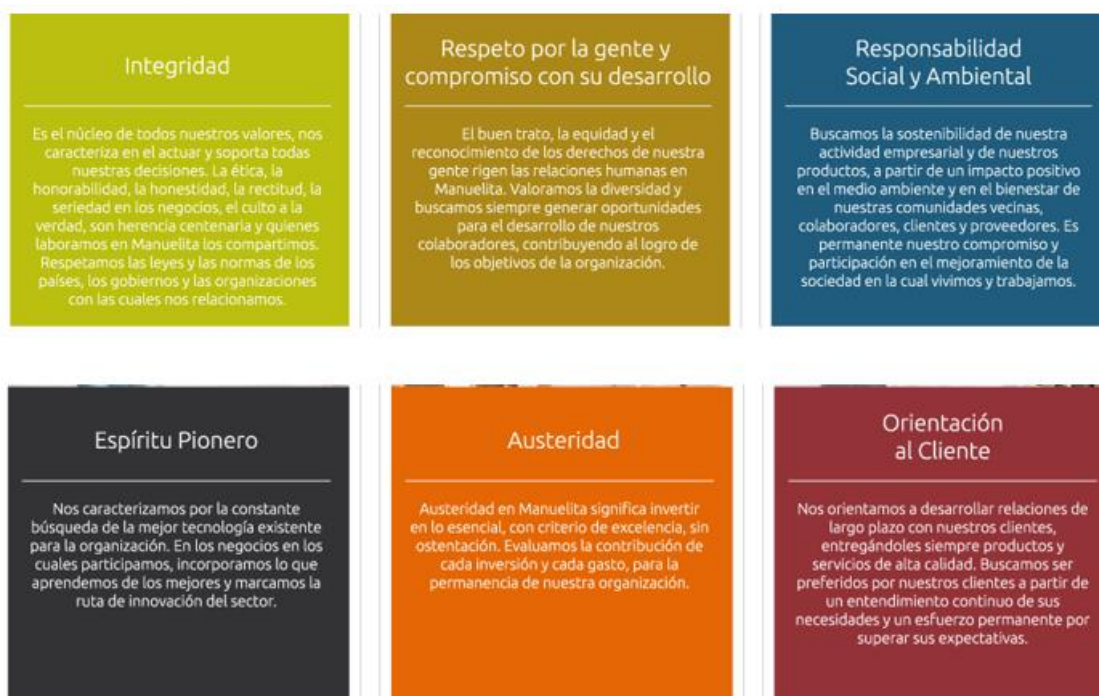 Integridad
Es el núcleo de todos nuestros valores, nos
caracteriza en el actuar y soporta todas
nuestras decisiones. La ética, la
honorabilidad, la honestidad, la rectitud, la
seriedad en los negocios, el culto a la
verdad, son herencia centenaria y quienes
laboramos en Manuelita los compartimos.
Respetamos las leyes y las normas de los
países, los gobiernos y las organizaciones
con las cuales nos relacionamos.
Respeto por la gente y
compromiso con su desarrollo
El buen trato, la equidad y el
reconocimiento de los derechos de nuestra
gente rigen las relaciones humanas en
Manuelita. Valoramos la diversidad y
buscamos siempre generar oportunidades
para el desarrollo de nuestros
colaboradores, contribuyendo al logro de
los objetivos de la organización.
Responsabilidad
Social y Ambiental
Buscamos la sostenibilidad de nuestra
actividad empresarial y de nuestros
productos, a partir de un impacto positivo
en el medio ambiente y en el bienestar de
nuestras comunidades vecinas,
colaboradores, clientes y proveedores. Es
permanente nuestro compromiso y
participación en el mejoramiento de la
sociedad en la cual vivimos y trabajamos.
Espíritu Pionero
Nos caracterizamos por la constante
búsqueda de la mejor tecnología existente
para la organización. En los negocios en los
cuales participamos, incorporamos lo que
aprendemos de los mejores y marcamos la
ruta de innovación del sector.
Austeridad
Austeridad en Manuelita significa invertir
en lo esencial, con criterio de excelencia, sin
ostentación. Evaluamos la contribución de
cada inversión y cada gasto, para la
permanencia de nuestra organización.
Orientación
al Cliente
Nos orientamos a desarrollar relaciones de
largo plazo con nuestros clientes,
entregándoles siempre productos y
servicios de alta calidad. Buscamos ser
preferidos por nuestros clientes a partir de
un entendimiento continuo de sus
necesidades y un esfuerzo permanente por
superar sus expectativas.